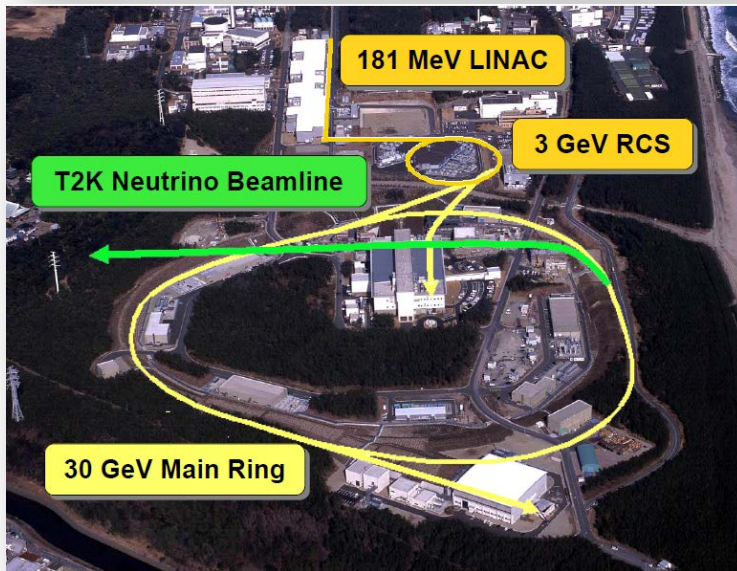 181 MeV LINAC
3 GeV RCS
T2K Neutrino Beamline
30 GeV Main Ring